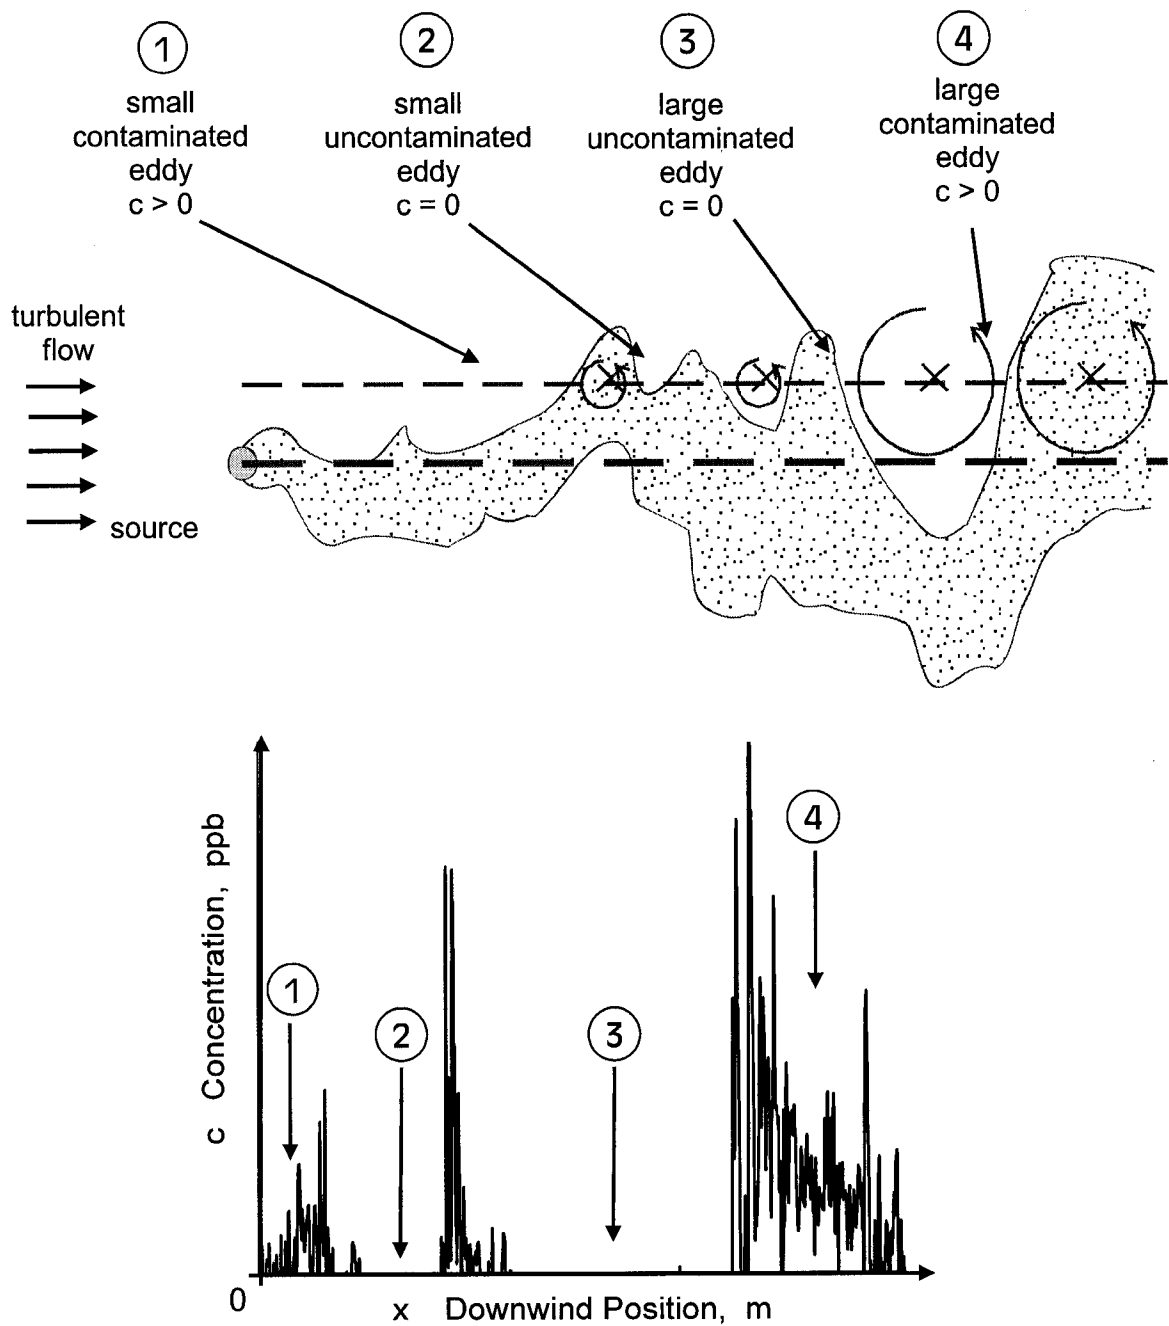 1
2
3
4
small
contaminated
eddy
c > 0
small
uncontaminated
eddy
c = 0
large
uncontaminated
eddy
c = 0
large
contaminated
eddy
c > 0
turbulent
flow
source
c Concentration, ppb
1
2
3
4
0
x Downwind Position, m